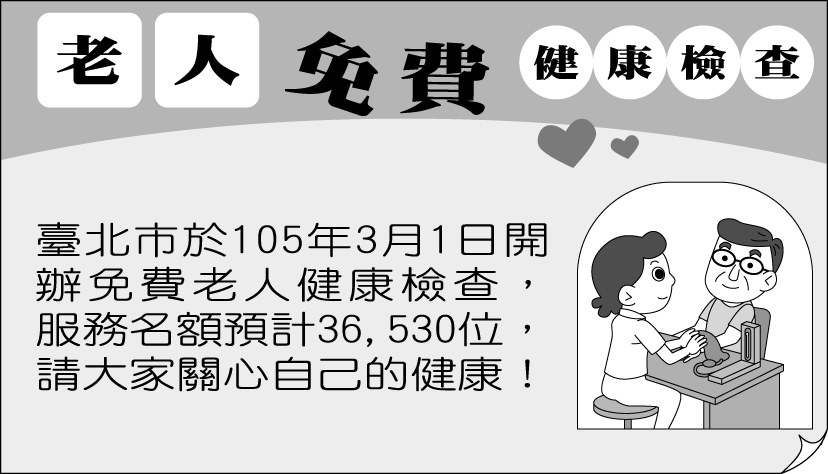 老人免費健康檢查
臺北市於105年3月1日開
辦免費老人健康檢查，
服務名額預計36,530位，
請大家關心自己的健康！